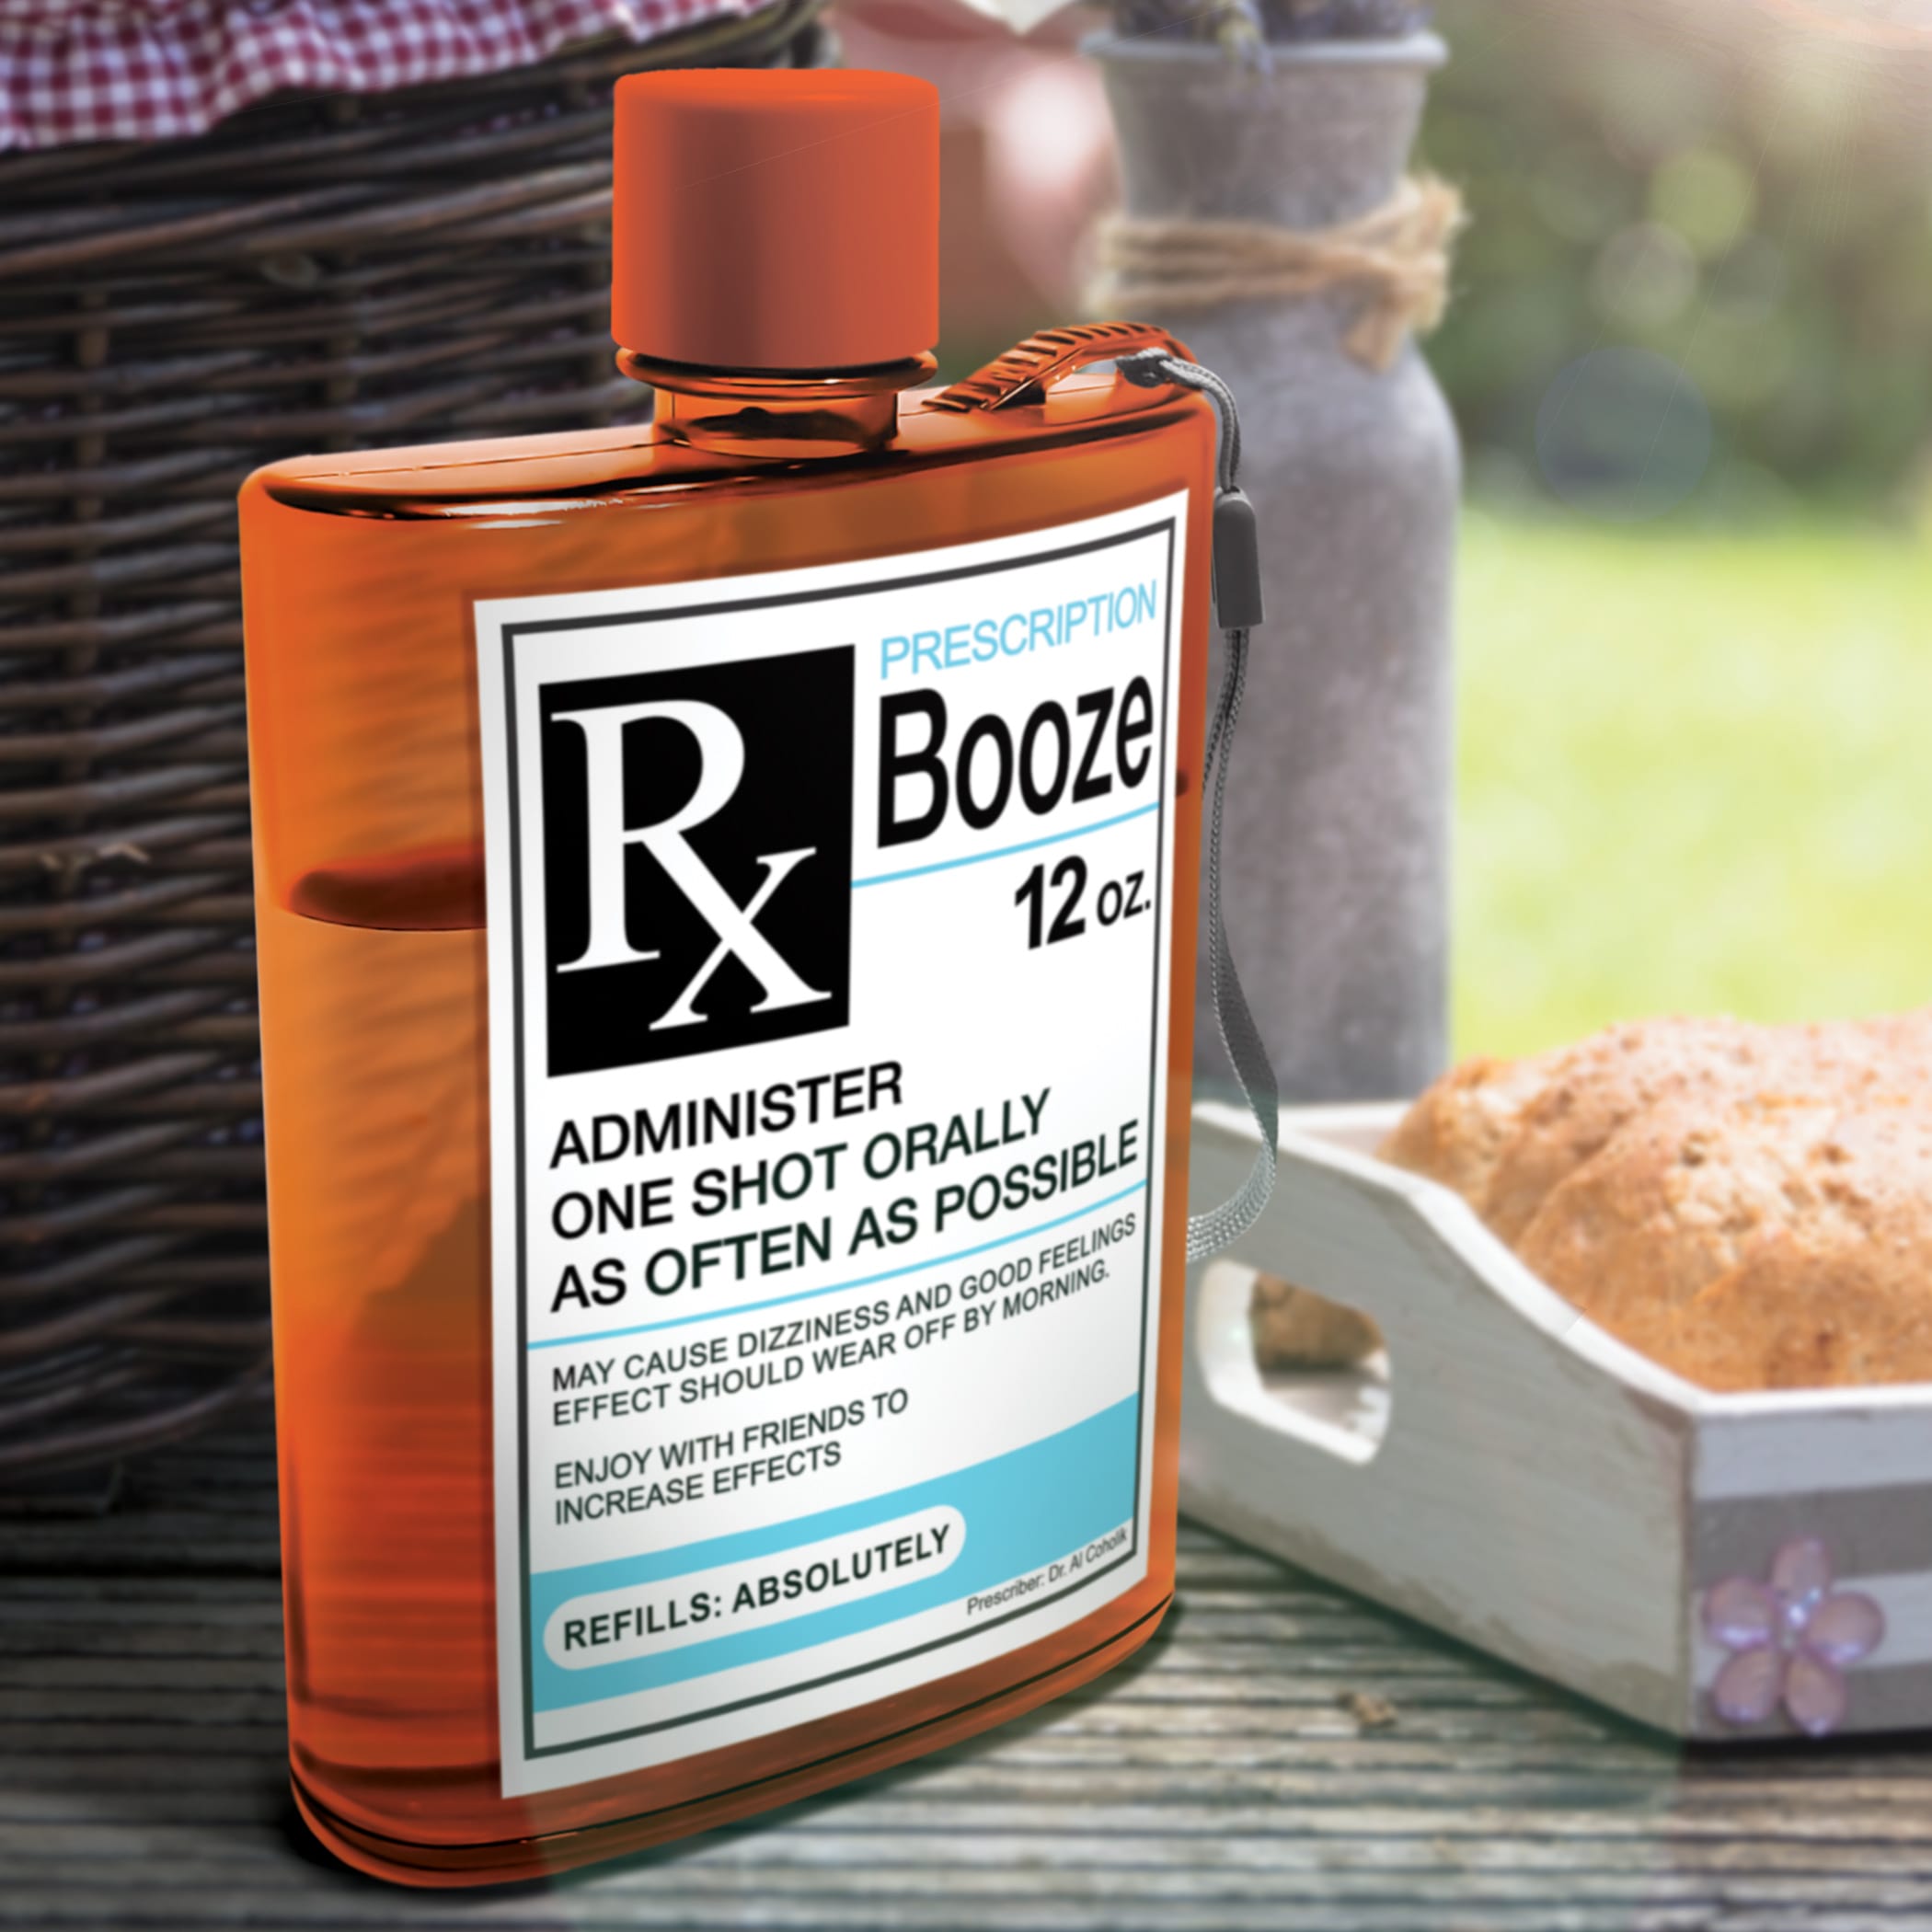 Rx
PRESCRIPTION
Booze
12 oz.
ADMINISTER
ONE SHOT ORALLY
AS OFTEN AS POSSIBLE
MAY CAUSE DIZZINESS AND GOOD FEELINGS
EFFECT SHOULD WEAR OFF BY MORNING.
ENJOY WITH FRIENDS TO
INCREASE EFFECTS
REFILLS: ABSOLUTELY
Prescriber: Dr. Al Coholik